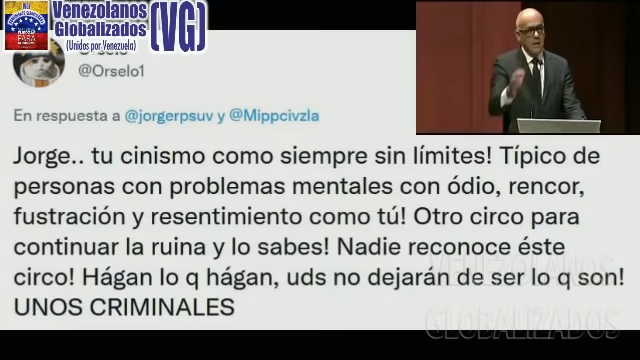 Venezolanos
Globalizados
(Unidos por Venezuela)
(VG)
Orselo
@Orselo1
En respuesta a @jorgerpsuv y @Mippcivzla
Jorge.. tu cinismo como siempre sin límites! Típico de
personas con problemas mentales con ódio, rencor,
fustración y resentimiento como tú! Otro circo para
continuar la ruina y lo sabes! Nadie reconoce éste
circo! Hágan lo q hágan, uds no dejarán de ser lo q son!
UNOS CRIMINALES
VENEZOLANOS
GLOBALIZADOS